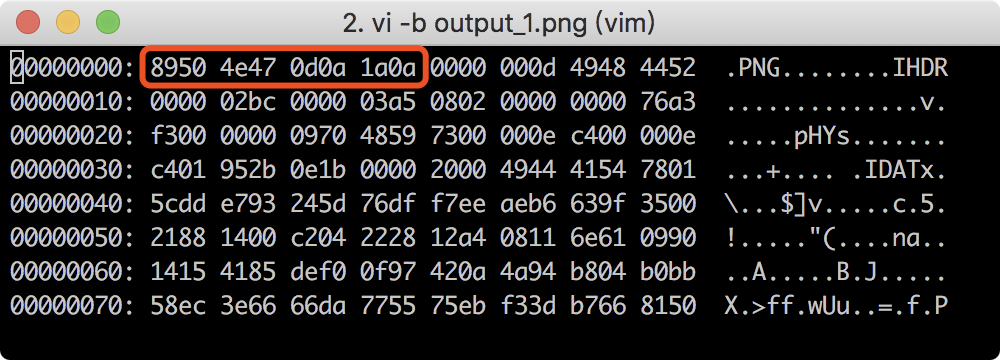 2. vi -b output_1.png (vim)
00000000: 8950 4e47 0d0a 1a0a 0000 000d 4948 4452  .PNG........IHDR
00000010: 0000 02bc 0000 03a5 0802 0000 0000 76a3  ..............v.
00000020: f300 0000 0970 4859 7300 000e c400 000e  .....pHYs.......
00000030: c401 952b 0e1b 0000 2000 4944 4154 7801  ...+.... .IDATx.
00000040: 5cdd e793 245d 76df f7ee aeb6 639f 3500  \...$]v.....c.5.
00000050: 2188 1400 c204 2228 12a4 0811 6e61 0990  !....."(....na..
00000060: 1415 4185 def0 0f97 420a 4a94 b804 b0bb  ..A.....B.J.....
00000070: 58ec 3e66 66da 7755 75eb f33d b766 8150  X.>ff.wUu..=.f.P